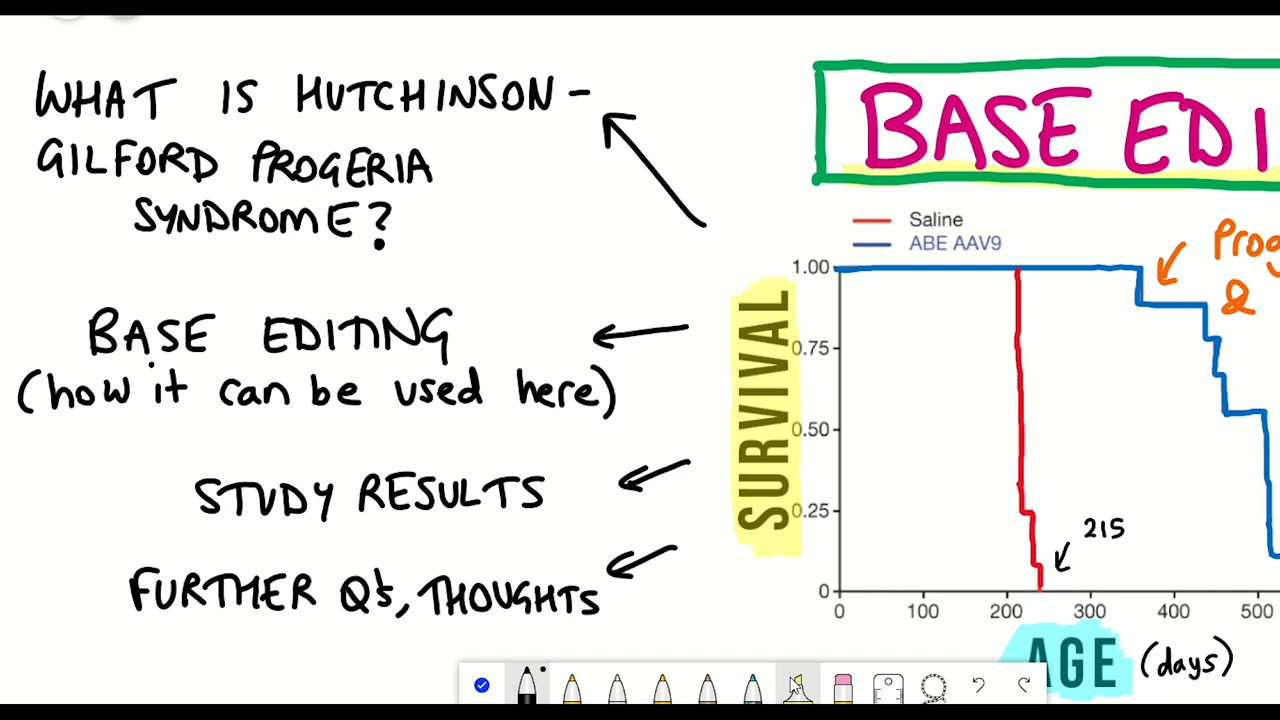 WHAT IS HUTCHINSON-
GILFORD PROGERIA
SYNDROME?
BASE EDITING
(how it can be used here)
STUDY RESULTS
FURTHER Q's, THOUGHTS
BASE EDI
Saline
ABE AAV9
Prog
&
SURVIVAL
1.00
0.75
0.50
0.25
0
215
0 100 200 300 400 500
AGE (days)